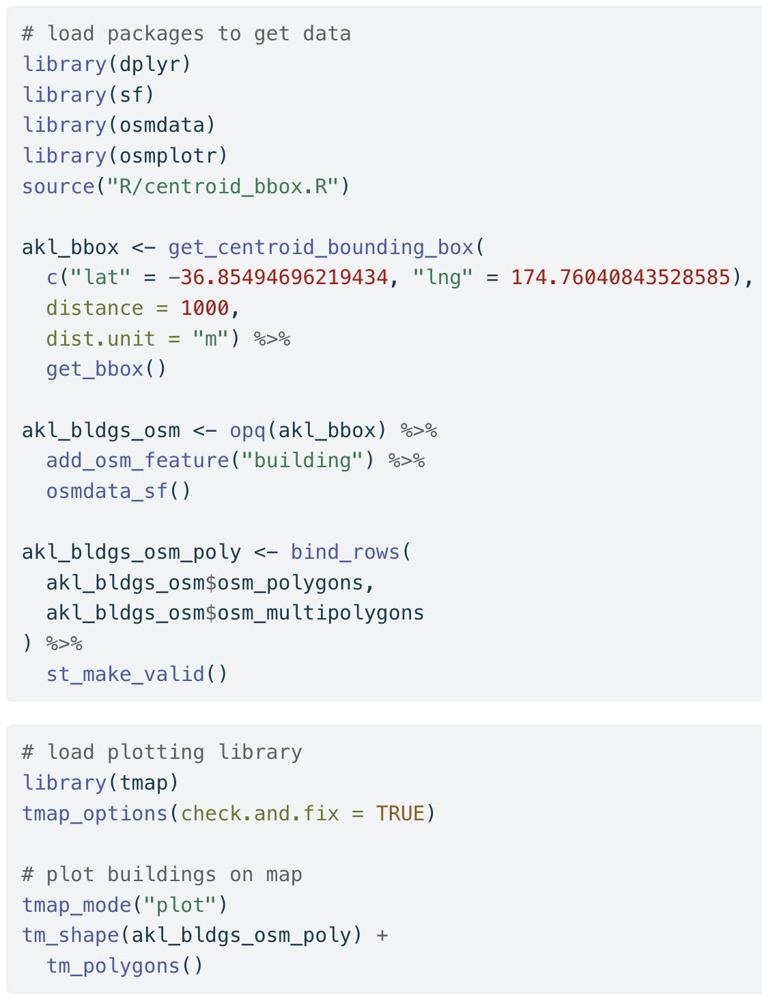 # load packages to get data
library(dplyr)
library(sf)
library(osmdata)
library(osmplotr)
source("R/centroid_bbox.R")

akl_bbox <- get_centroid_bounding_box(
  c("lat" = -36.85494696219434, "lng" = 174.76040843528585),
  distance = 1000,
  dist.unit = "m") %>%
  get_bbox()

akl_bldgs_osm <- opq(akl_bbox) %>%
  add_osm_feature("building") %>%
  osmdata_sf()

akl_bldgs_osm_poly <- bind_rows(
  akl_bldgs_osm$osm_polygons,
  akl_bldgs_osm$osm_multipolygons
) %>%
  st_make_valid()

# load plotting library
library(tmap)
tmap_options(check.and.fix = TRUE)

# plot buildings on map
tmap_mode("plot")
tm_shape(akl_bldgs_osm_poly) +
  tm_polygons()